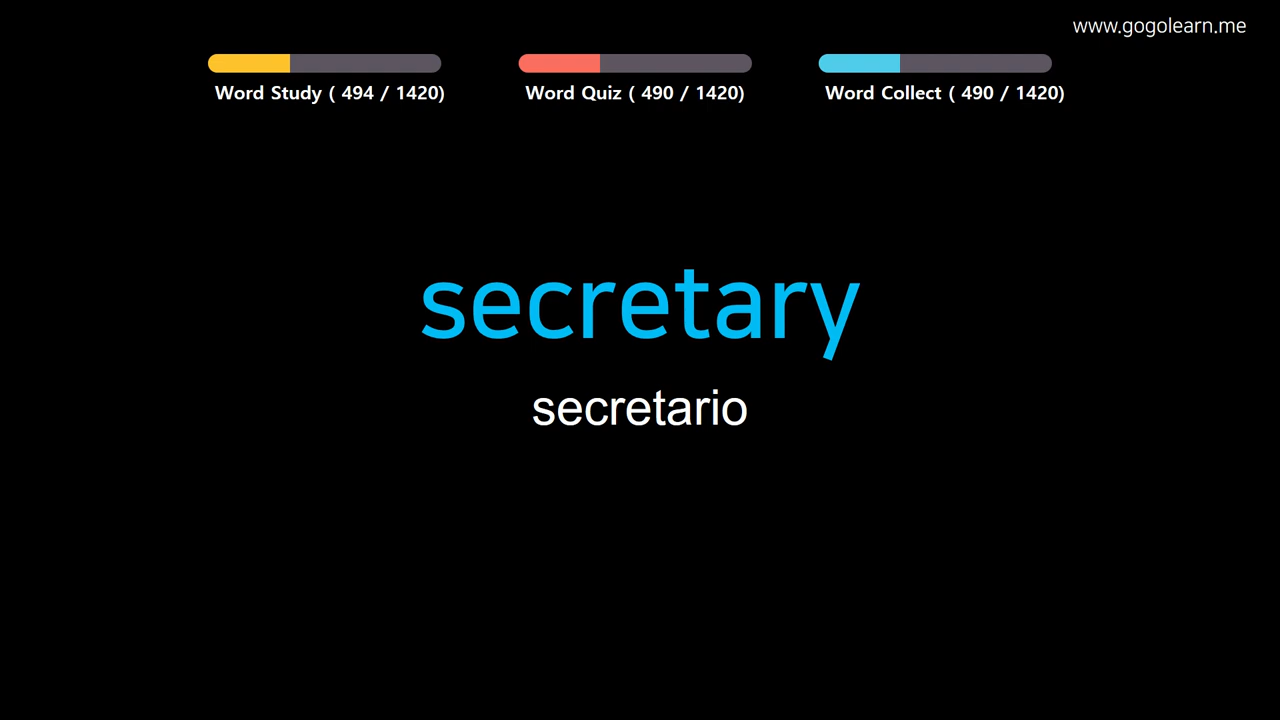 www.gogolearn.me
Word Study ( 494 / 1420)
Word Quiz ( 490 / 1420)
Word Collect ( 490 / 1420)
secretary
secretario